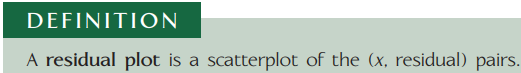 DEFINITION
A residual plot is a scatterplot of the (x, residual) pairs.